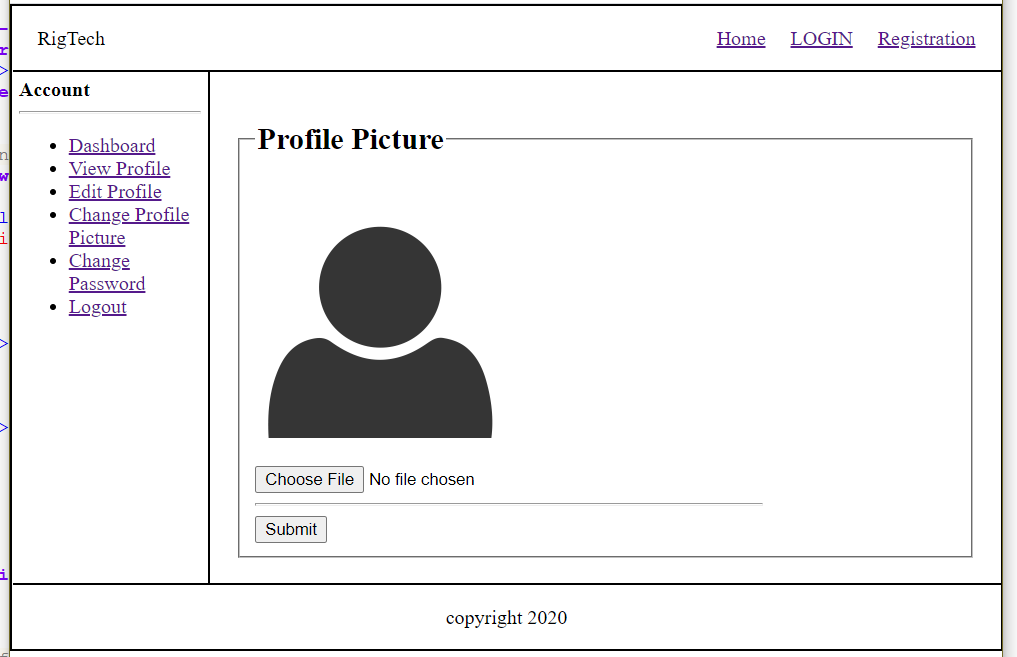 RigTech
Home LOGIN Registration
Account
Dashboard
View Profile
Edit Profile
Change Profile
Picture
Change
Password
Logout
Profile Picture
Choose File No file chosen
Submit
copyright 2020